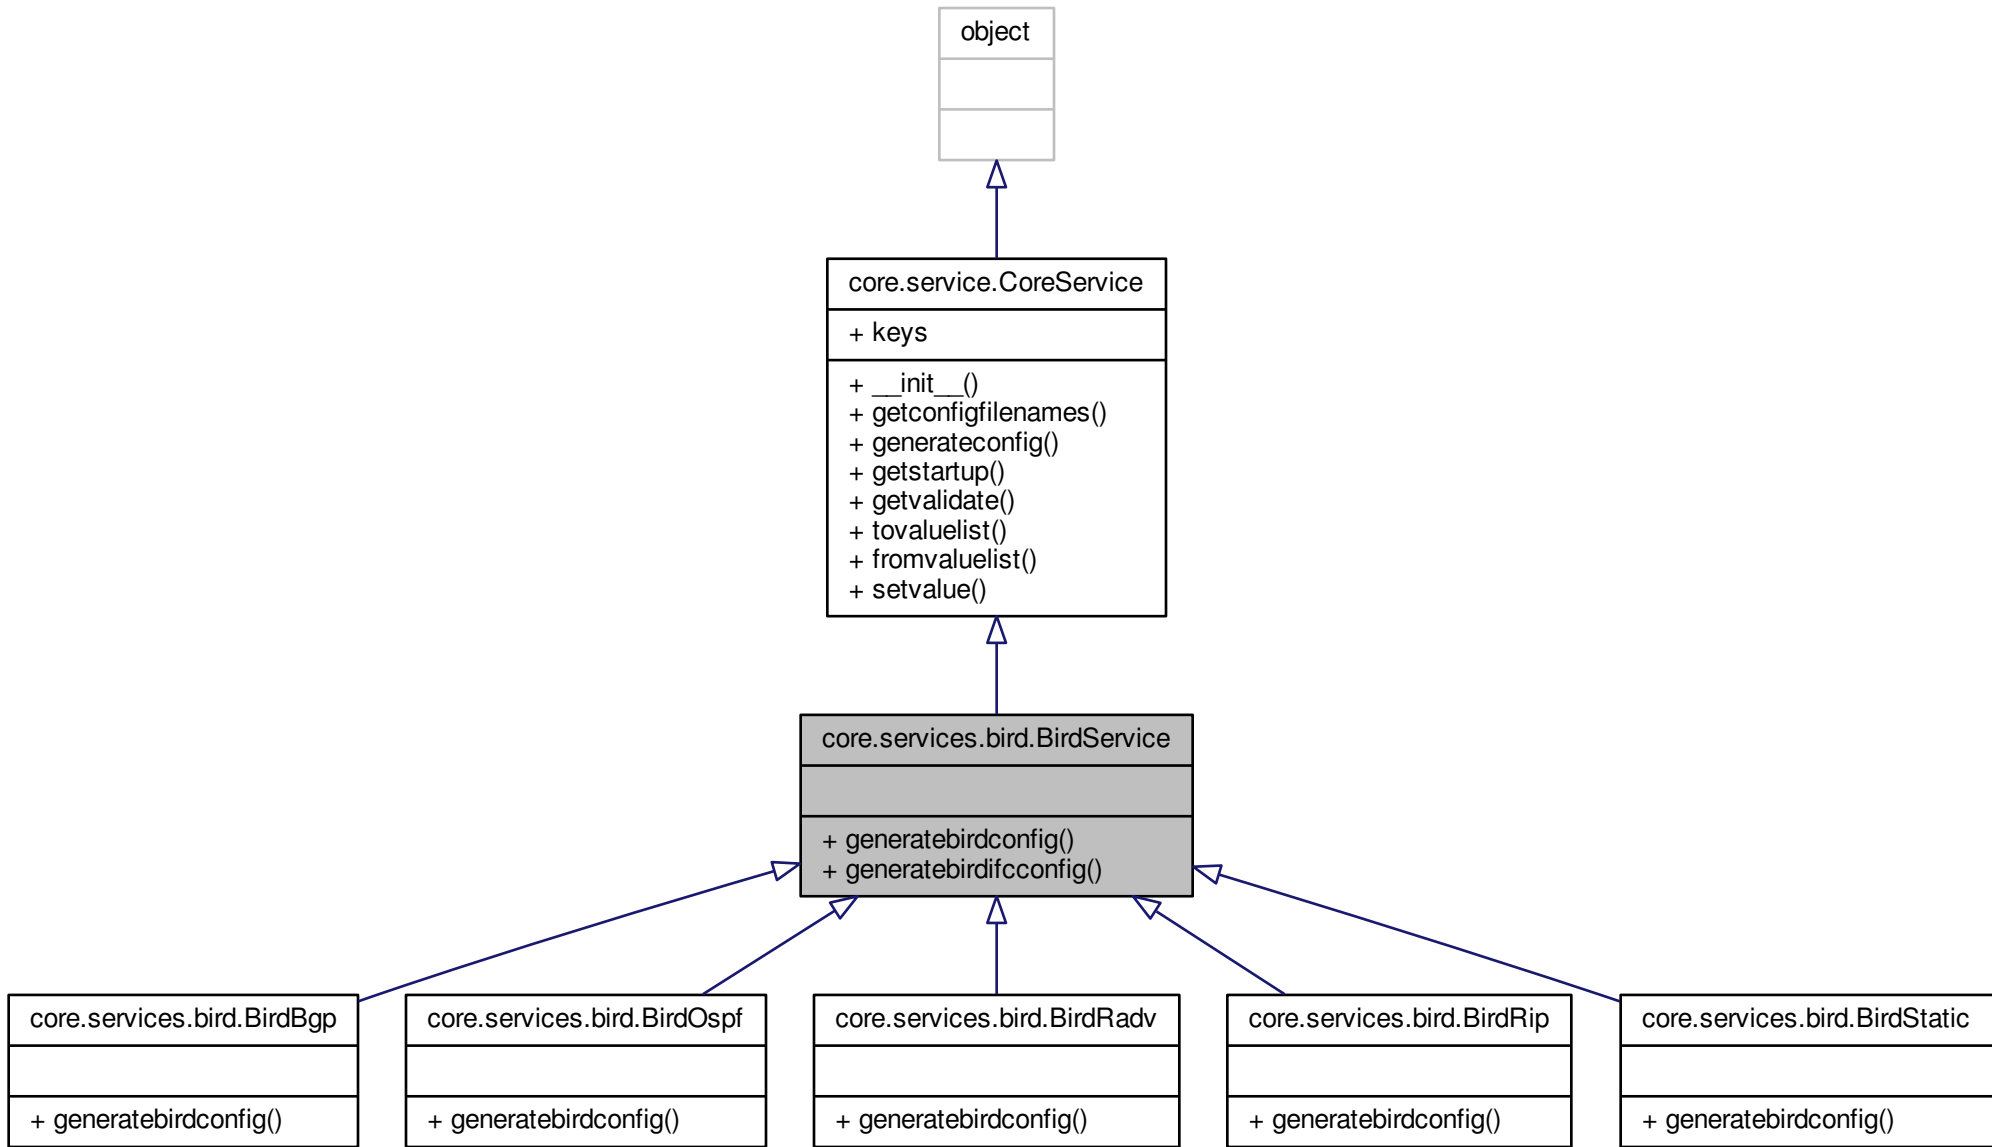 object
core.service.CoreService
+ keys
+ __init__()
+ getconfigfilenames()
+ generateconfig()
+ getstartup()
+ getvalidate()
+ tovaluelist()
+ fromvaluelist()
+ setvalue()
core.services.bird.BirdService
+ generatebirdconfig()
+ generatebirdifcconfig()
core.services.bird.BirdBgp
+ generatebirdconfig()
core.services.bird.BirdOspf
+ generatebirdconfig()
core.services.bird.BirdRadv
+ generatebirdconfig()
core.services.bird.BirdRip
+ generatebirdconfig()
core.services.bird.BirdStatic
+ generatebirdconfig()